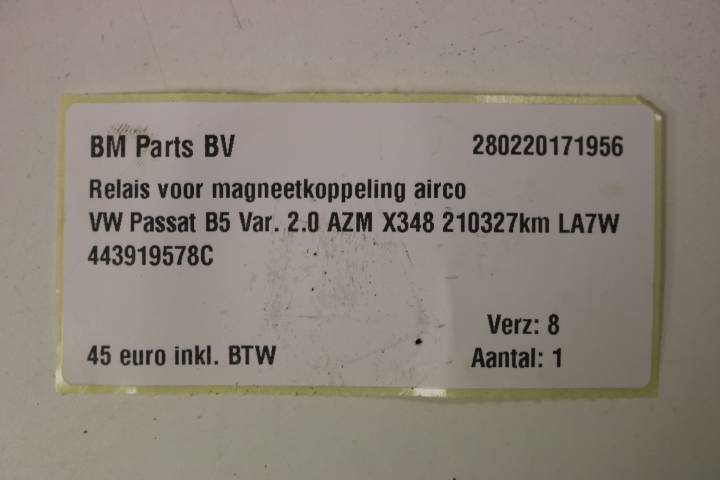 BM Parts BV 280220171956
Relais voor magneetkoppeling airco
VW Passat B5 Var. 2.0 AZM X348 210327km LA7W
443919578C
Verz: 8
45 euro inkl. BTW Aantal: 1